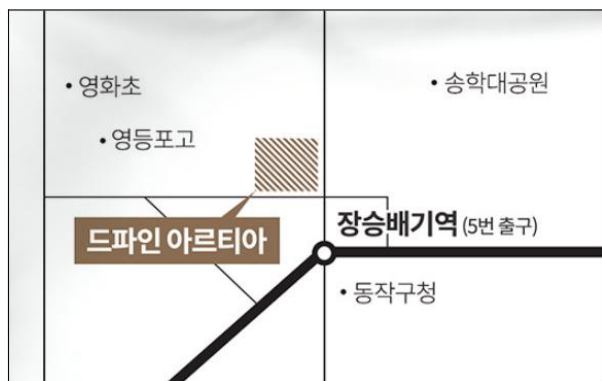 영화초
송학대공원
영등포고
드파인 아르티아
장승배기역 (5번 출구)
동작구청